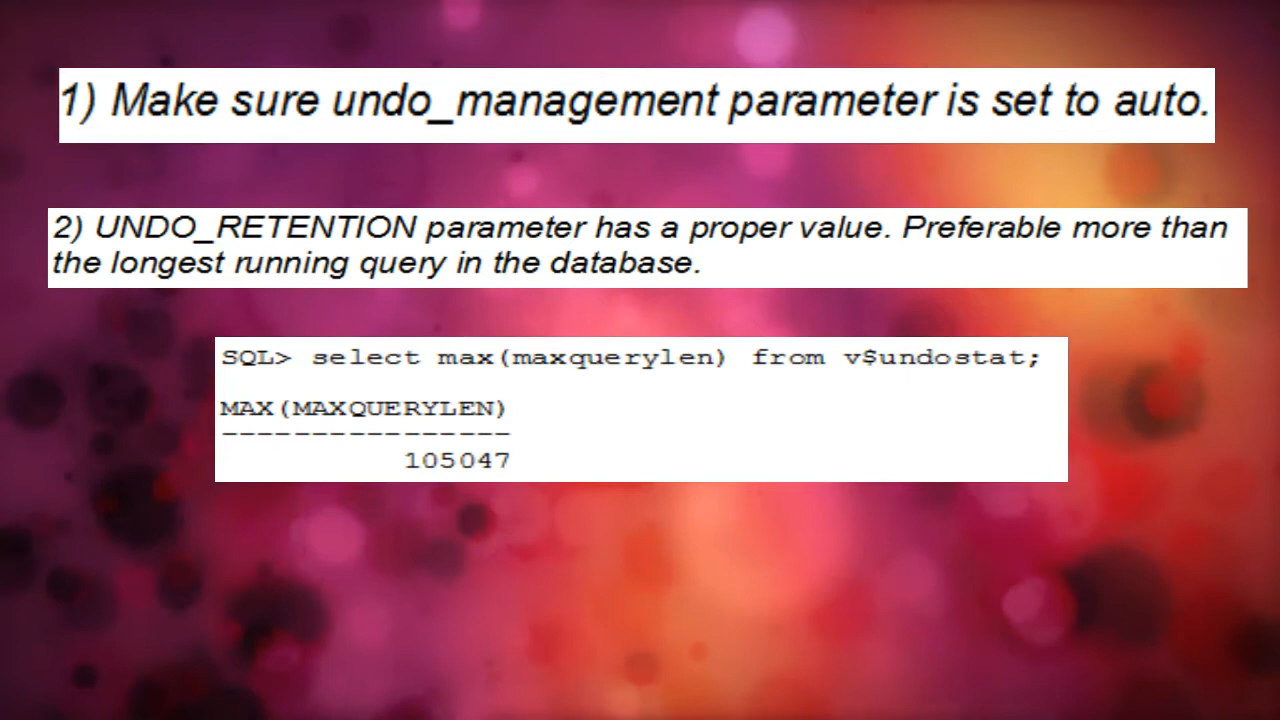 1) Make sure undo_management parameter is set to auto.
2) UNDO_RETENTION parameter has a proper value. Preferable more than
the longest running query in the database.
SQL> select max(maxquerylen) from v$undostat;
MAX(MAXQUERYLEN)
----------------
105047